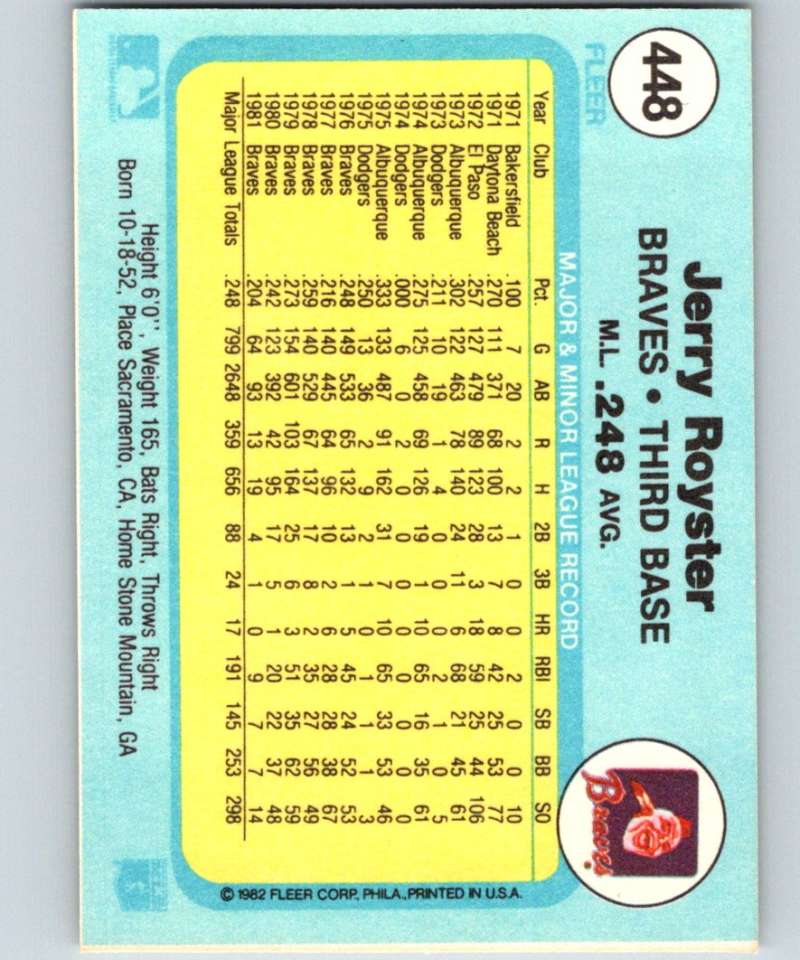 448
FLEER
Jerry Royster
BRAVES • THIRD BASE
M.L. .248 AVG.
Braves
MAJOR & MINOR LEAGUE RECORD
Year Club Pct. G AB R H 2B 3B HR RBI SB BB SO
1971 Bakersfield .100 7 20 2 2 1 0 0 2 0 0 10
1971 Daytona Beach .270 111 371 68 100 13 7 8 42 25 53 77
1972 El Paso .257 127 479 89 123 28 3 18 59 25 44 106
1973 Albuquerque .302 122 463 78 140 24 11 6 68 21 45 61
1973 Dodgers .211 10 19 1 4 0 0 0 2 1 0 5
1974 Albuquerque .275 125 458 69 126 19 1 10 65 16 35 61
1974 Dodgers .000 6 0 2 0 0 0 0 0 0 0 0
1975 Albuquerque .333 133 487 91 162 31 7 10 65 33 53 46
1975 Dodgers .250 13 36 2 9 2 1 0 1 1 1 3
1976 Braves .248 149 533 65 132 13 1 5 45 24 52 53
1977 Braves .216 140 445 64 96 10 2 6 28 28 38 67
1978 Braves .259 140 529 67 137 17 8 2 35 27 56 49
1979 Braves .273 154 601 103 164 25 6 3 51 35 62 59
1980 Braves .242 123 392 42 95 17 5 1 20 22 37 48
1981 Braves .204 64 93 13 19 4 1 0 9 7 7 14
Major League Totals .248 799 2648 359 656 88 24 17 191 145 253 298
© 1982 FLEER CORP., PHILA., PRINTED IN U.S.A.
Height 6'0", Weight 165, Bats Right, Throws Right
Born 10-18-52, Place Sacramento, CA, Home Stone Mountain, GA